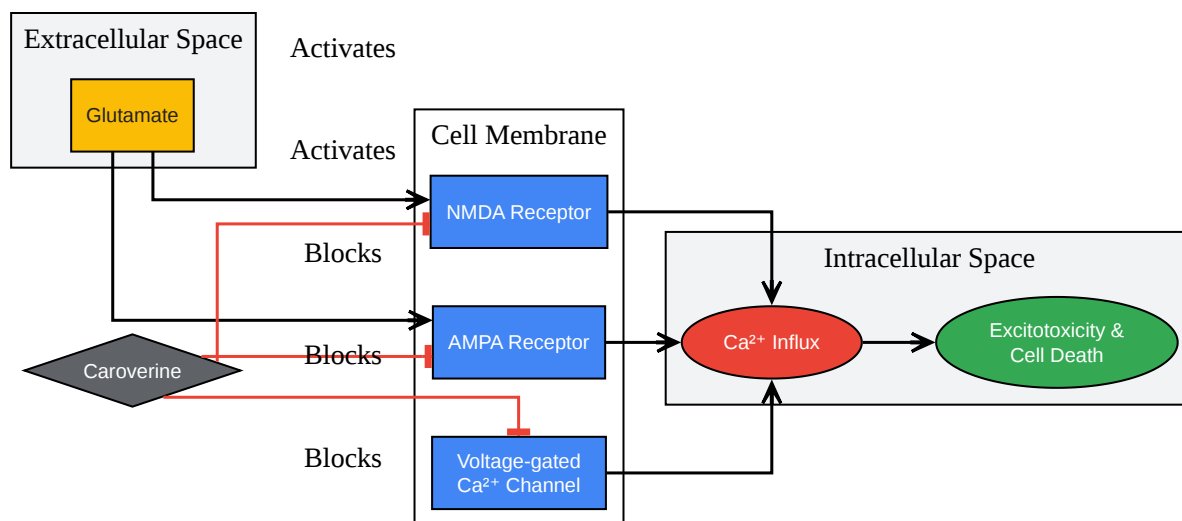 Extracellular Space
Activates
Glutamate
Activates
Cell Membrane
NMDA Receptor
Blocks
Intracellular Space
AMPA Receptor
Ca²⁺ Influx
Excitotoxicity &
Cell Death
Blocks
Caroverine
Blocks
Voltage-gated
Ca²⁺ Channel